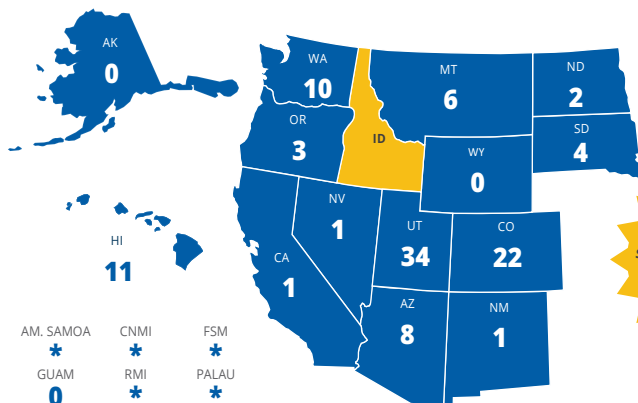 AK
0
WA
10
MT
6
ND
2
OR
3
ID
SD
4
WY
0
HI
11
NV
1
UT
34
CO
22
CA
1
AZ
8
NM
1
AM. SAMOA CNMI FSM
* * *
GUAM RMI PALAU
0 * *